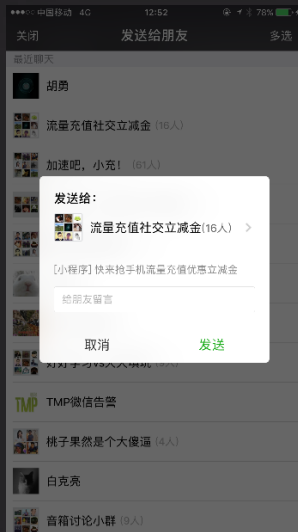 中国移动 4G 12:52 78%
关闭 发送给朋友 多选
最近聊天
胡勇
流量充值社交立减金 (16人)
加速吧，小充！ (61人)
发送给：
流量充值社交立减金(16人)
[小程序] 快来抢手机流量充值优惠立减金
给朋友留言
取消 发送
TMP
TMP微信告警
桃子果然是个大傻逼 (4人)
白克亮
音箱讨论小群 (9人)